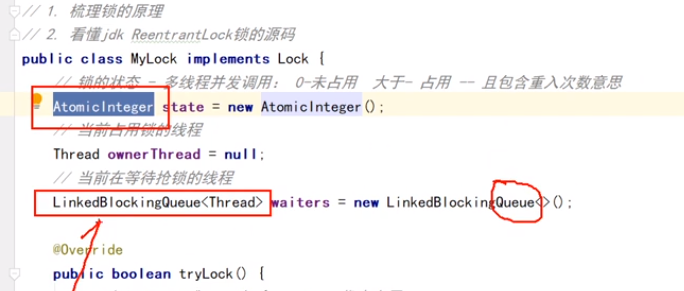 // 1. 梳理锁的原理
// 2. 看懂jdk ReentrantLock锁的源码
public class MyLock implements Lock {
// 锁的状态 - 多线程并发调用: 0-未占用 大于- 占用 -- 且包含重入次数意思
AtomicInteger state = new AtomicInteger();
// 当前占用锁的线程
Thread ownerThread = null;
// 当前在等待抢锁的线程
LinkedBlockingQueue<Thread> waiters = new LinkedBlockingQueue<>();
@Override
public boolean tryLock() {